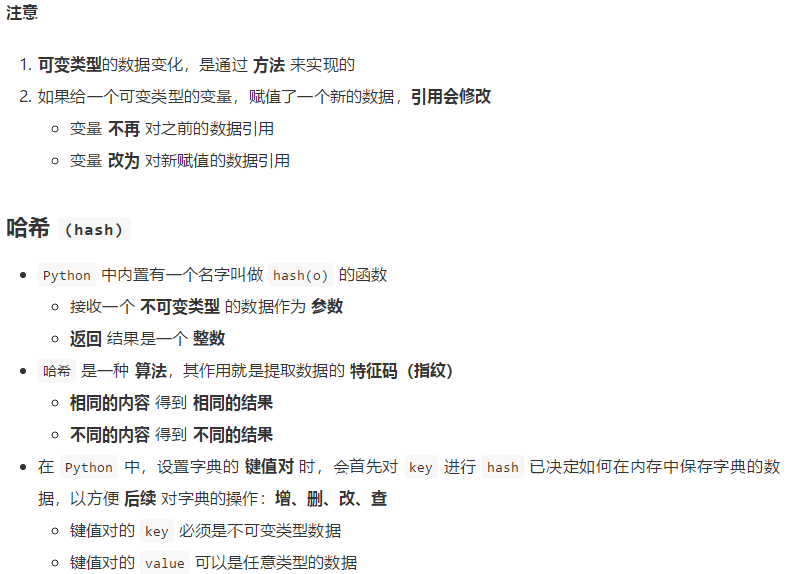 注意
1. 可变类型的数据变化，是通过 方法 来实现的
2. 如果给一个可变类型的变量，赋值了一个新的数据，引用会修改
变量 不再 对之前的数据引用
变量 改为 对新赋值的数据引用
哈希 (hash)
Python 中内置有一个名字叫做 hash(o) 的函数
接收一个 不可变类型 的数据作为 参数
返回 结果是一个 整数
哈希 是一种 算法，其作用就是提取数据的 特征码（指纹）
相同的内容 得到 相同的结果
不同的内容 得到 不同的结果
在 Python 中，设置字典的 键值对 时，会首先对 key 进行 hash 已决定如何在内存中保存字典的数
据，以方便 后续 对字典的操作：增、删、改、查
键值对的 key 必须是不可变类型数据
键值对的 value 可以是任意类型的数据